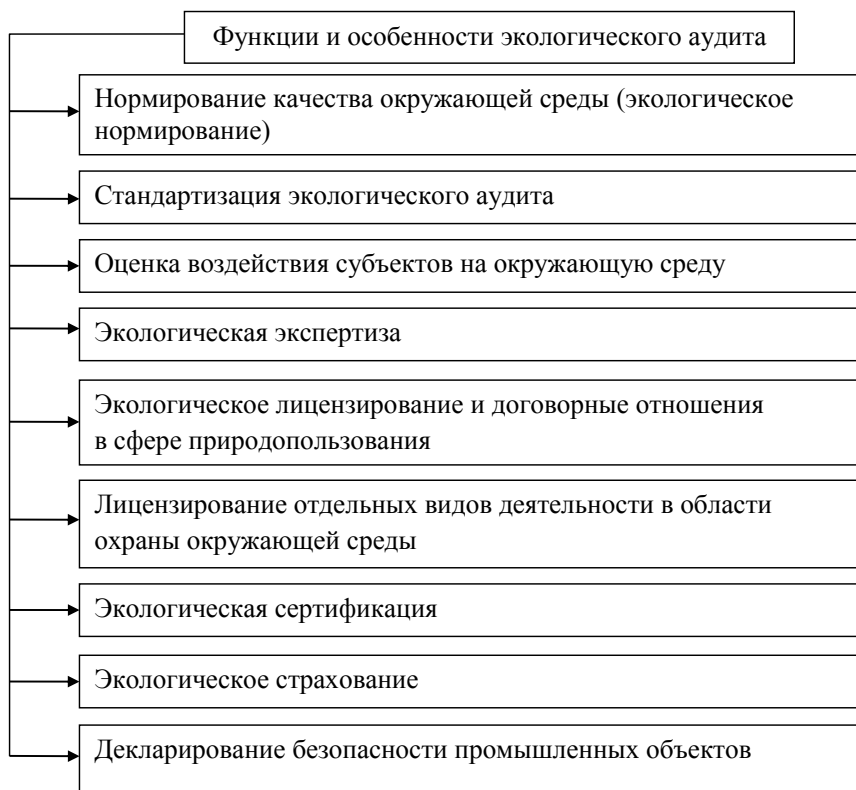 Функции и особенности экологического аудита
Нормирование качества окружающей среды (экологическое
нормирование)
Стандартизация экологического аудита
Оценка воздействия субъектов на окружающую среду
Экологическая экспертиза
Экологическое лицензирование и договорные отношения
в сфере природопользования
Лицензирование отдельных видов деятельности в области
охраны окружающей среды
Экологическая сертификация
Экологическое страхование
Декларирование безопасности промышленных объектов